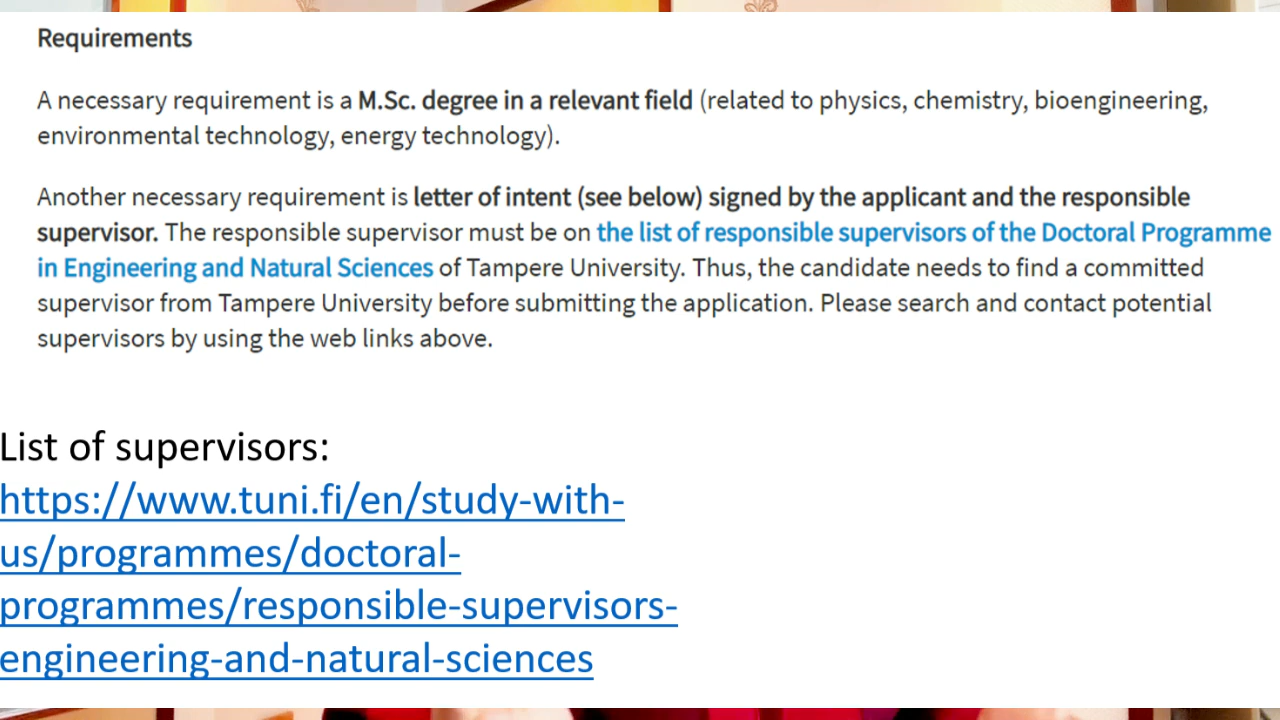 Requirements
A necessary requirement is a M.Sc. degree in a relevant field (related to physics, chemistry, bioengineering,
environmental technology, energy technology).
Another necessary requirement is letter of intent (see below) signed by the applicant and the responsible
supervisor. The responsible supervisor must be on the list of responsible supervisors of the Doctoral Programme
in Engineering and Natural Sciences of Tampere University. Thus, the candidate needs to find a committed
supervisor from Tampere University before submitting the application. Please search and contact potential
supervisors by using the web links above.
List of supervisors:
https://www.tuni.fi/en/study-with-
us/programmes/doctoral-
programmes/responsible-supervisors-
engineering-and-natural-sciences